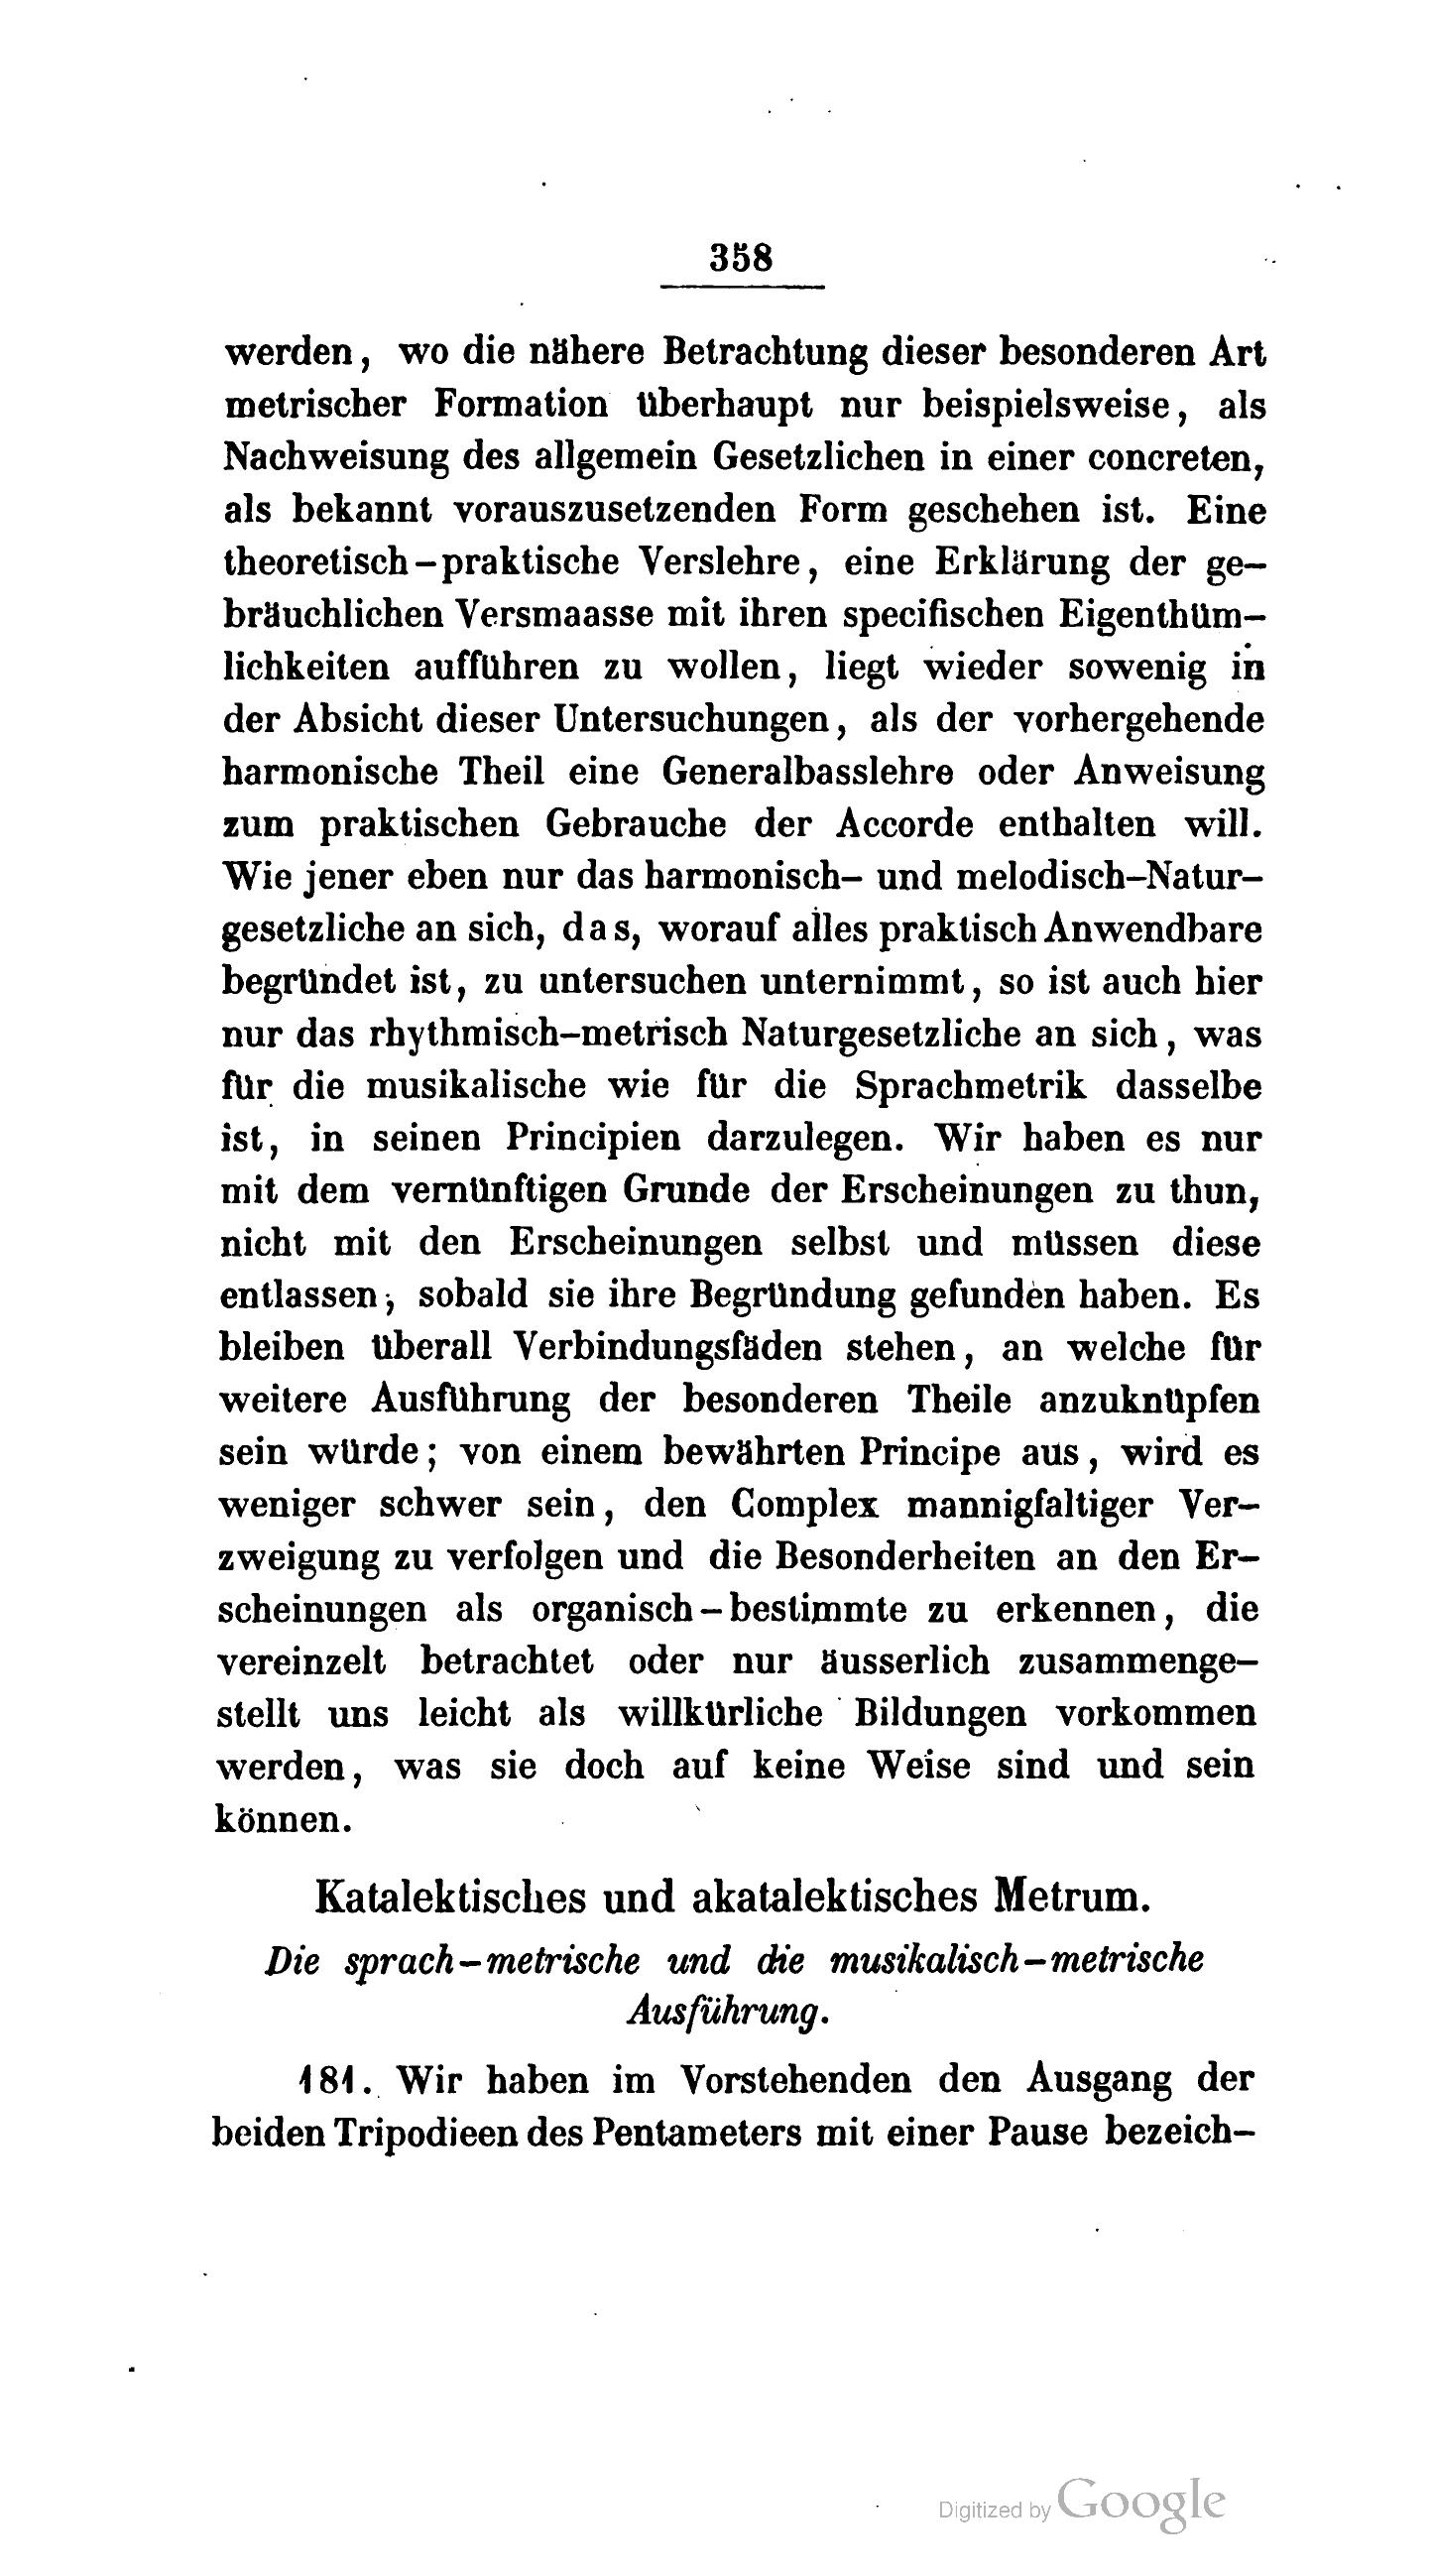 358
werden, wo die nähere Betrachtung dieser besonderen Art
metrischer Formation überhaupt nur beispielsweise, als
Nachweisung des allgemein Gesetzlichen in einer concreten,
als bekannt vorauszusetzenden Form geschehen ist. Eine
theoretisch-praktische Verslehre, eine Erklärung der ge-
bräuchlichen Versmaasse mit ihren specifischen Eigenthüm-
lichkeiten aufführen zu wollen, liegt wieder sowenig in
der Absicht dieser Untersuchungen, als der vorhergehende
harmonische Theil eine Generalbasslehre oder Anweisung
zum praktischen Gebrauche der Accorde enthalten will.
Wie jener eben nur das harmonisch- und melodisch-Natur-
gesetzliche an sich, das, worauf alles praktisch Anwendbare
begründet ist, zu untersuchen unternimmt, so ist auch hier
nur das rhythmisch-metrisch Naturgesetzliche an sich, was
für die musikalische wie für die Sprachmetrik dasselbe
ist, in seinen Principien darzulegen. Wir haben es nur
mit dem vernünftigen Grunde der Erscheinungen zu thun,
nicht mit den Erscheinungen selbst und müssen diese
entlassen, sobald sie ihre Begründung gefunden haben. Es
bleiben überall Verbindungsfäden stehen, an welche für
weitere Ausführung der besonderen Theile anzuknüpfen
sein würde; von einem bewährten Principe aus, wird es
weniger schwer sein, den Complex mannigfaltiger Ver-
zweigung zu verfolgen und die Besonderheiten an den Er-
scheinungen als organisch-bestimmte zu erkennen, die
vereinzelt betrachtet oder nur äusserlich zusammenge-
stellt uns leicht als willkürliche Bildungen vorkommen
werden, was sie doch auf keine Weise sind und sein
können.
Katalektisches und akatalektisches Metrum.
Die sprach-metrische und die musikalisch-metrische
Ausführung.
181. Wir haben im Vorstehenden den Ausgang der
beiden Tripodieen des Pentameters mit einer Pause bezeich-
Digitized by Google